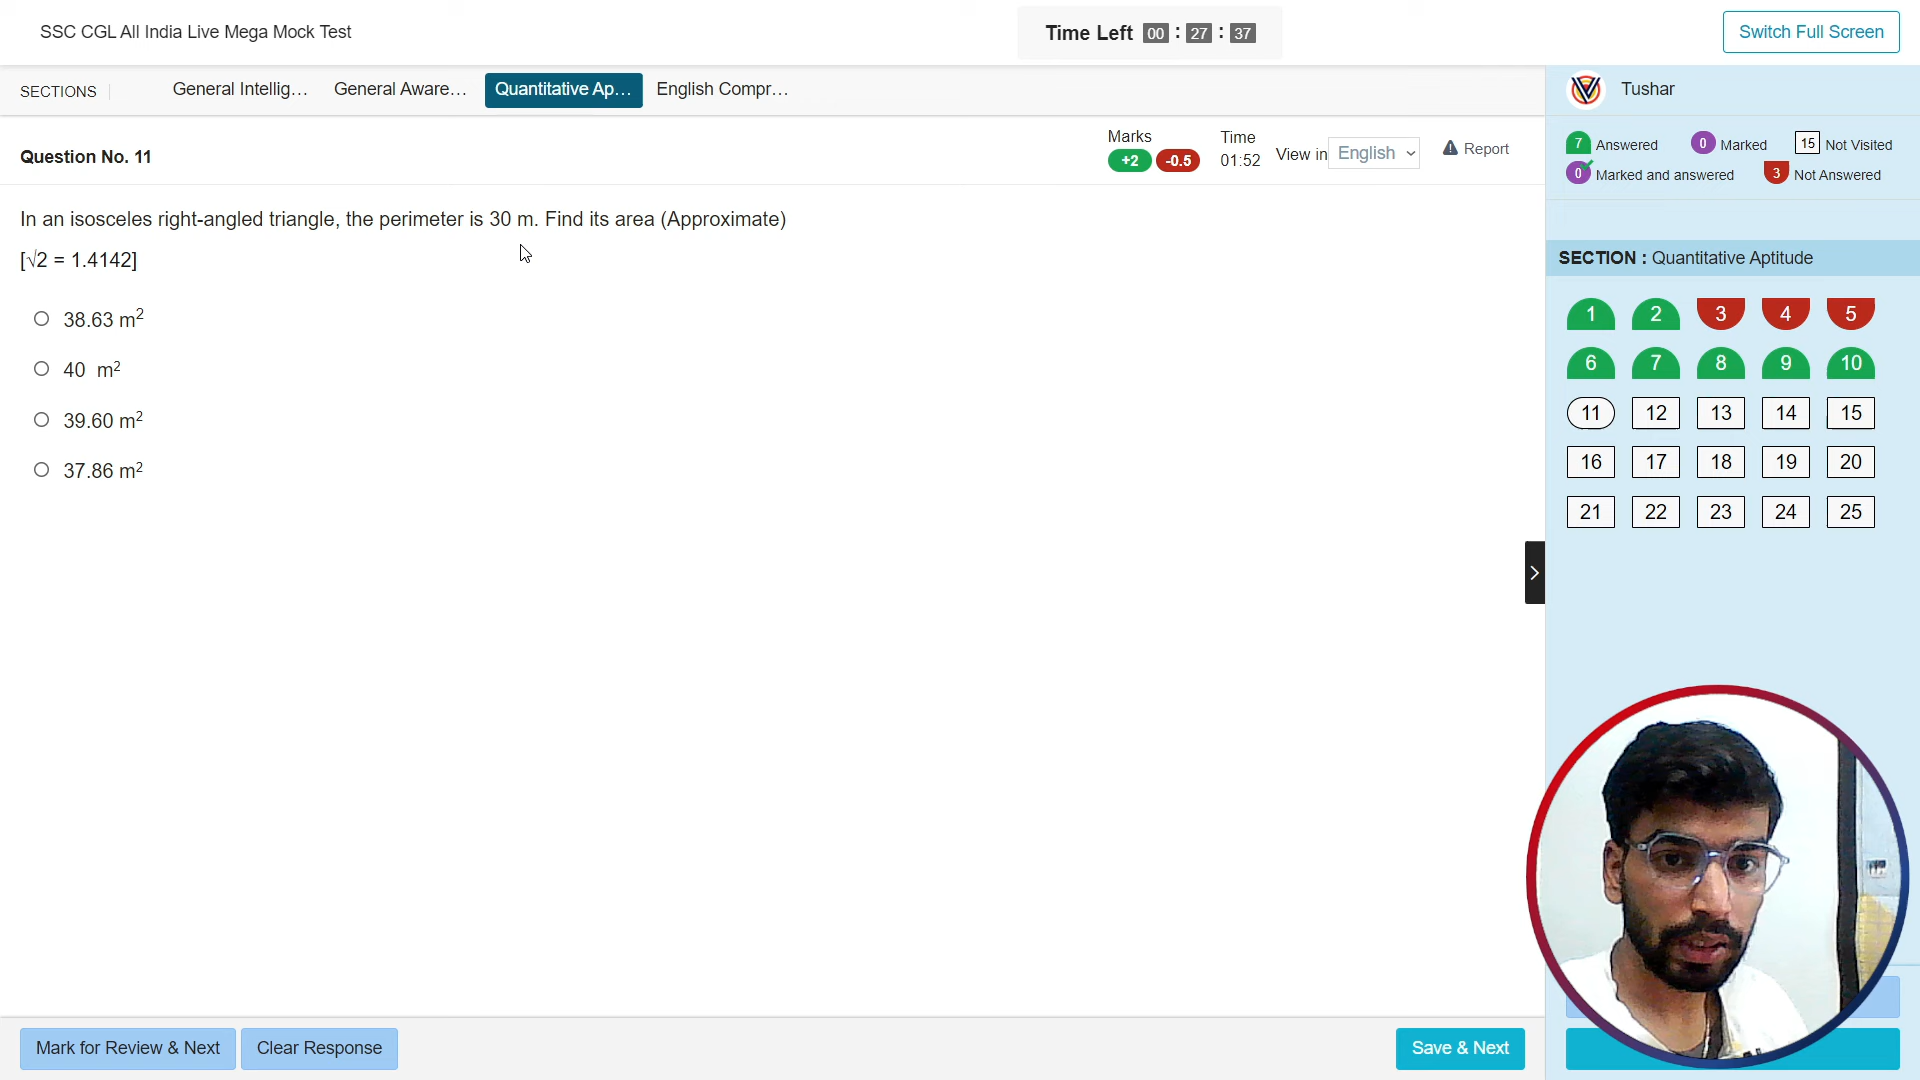 SSC CGL All India Live Mega Mock Test
Time Left 00 : 27 : 37
Switch Full Screen
SECTIONS
General Intellig...
General Aware...
Quantitative Ap...
English Compr...
Tushar
Question No. 11
Marks
+2 -0.5
Time
01:52
View in English
Report
7 Answered
0 Marked
15 Not Visited
0 Marked and answered
3 Not Answered
In an isosceles right-angled triangle, the perimeter is 30 m. Find its area (Approximate)
[√2 = 1.4142]
38.63 m²
40 m²
39.60 m²
37.86 m²
SECTION : Quantitative Aptitude
1 2 3 4 5
6 7 8 9 10
11 12 13 14 15
16 17 18 19 20
21 22 23 24 25
Mark for Review & Next
Clear Response
Save & Next